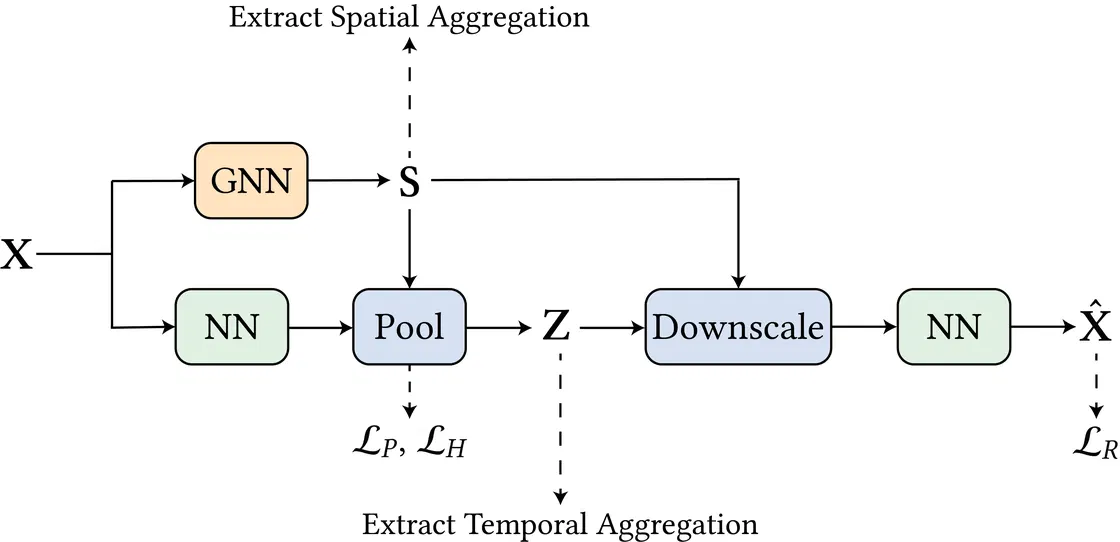 Extract Spatial Aggregation
GNN
S
X
NN
Pool
Z
Downscale
NN
X̂
ℒ_P, ℒ_H
ℒ_R
Extract Temporal Aggregation